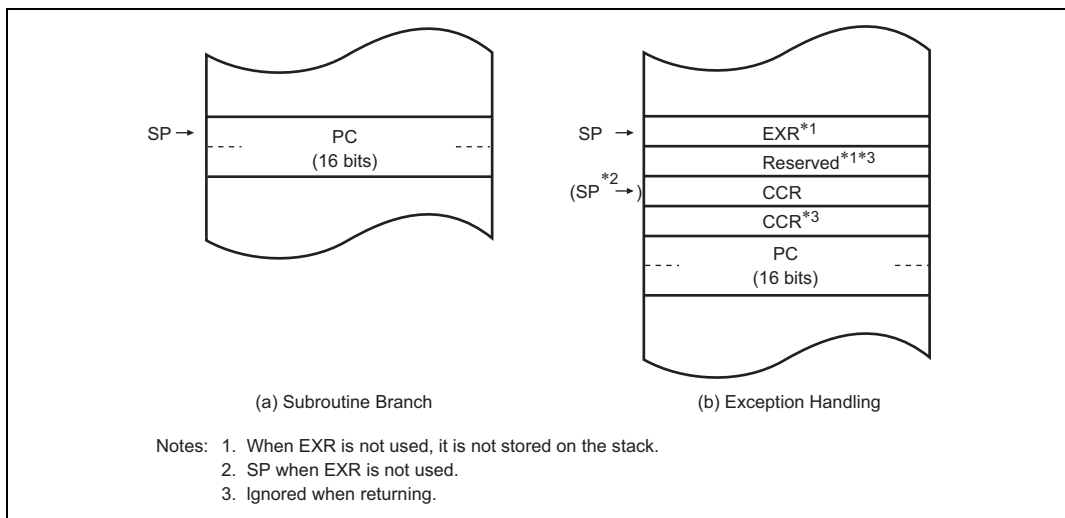 SP →
PC
(16 bits)
(a) Subroutine Branch
SP →
EXR*1
Reserved*1*3
(SP*2 →)
CCR
CCR*3
PC
(16 bits)
(b) Exception Handling
Notes: 1. When EXR is not used, it is not stored on the stack.
2. SP when EXR is not used.
3. Ignored when returning.